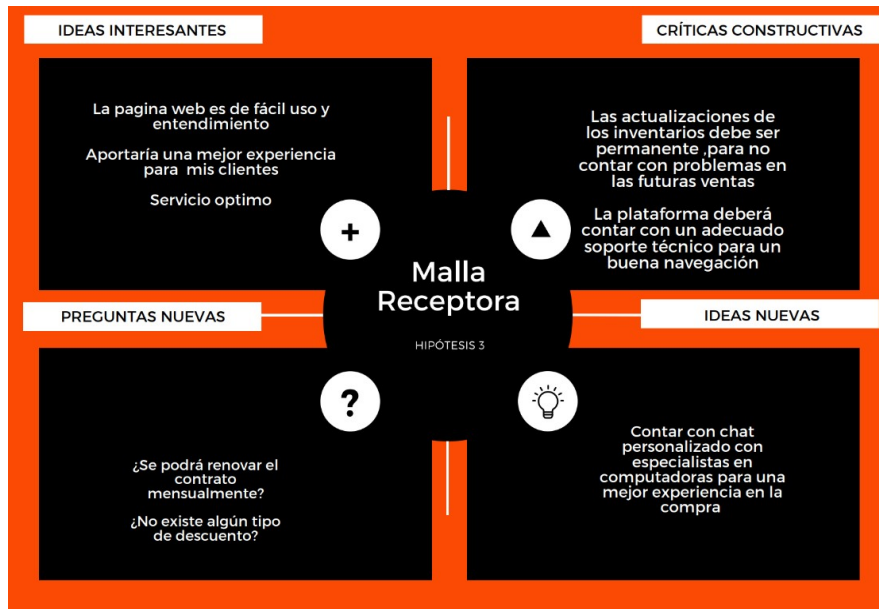 IDEAS INTERESANTES
La pagina web es de fácil uso y
entendimiento
Aportaría una mejor experiencia
para mis clientes
Servicio optimo
+
CRÍTICAS CONSTRUCTIVAS
Las actualizaciones de
los inventarios debe ser
permanente ,para no
contar con problemas en
las futuras ventas
La plataforma deberá
contar con un adecuado
soporte técnico para un
buena navegación
Malla
Receptora
HIPÓTESIS 3
PREGUNTAS NUEVAS
?
¿Se podrá renovar el
contrato
mensualmente?
¿No existe algún tipo
de descuento?
IDEAS NUEVAS
Contar con chat
personalizado con
especialistas en
computadoras para una
mejor experiencia en la
compra